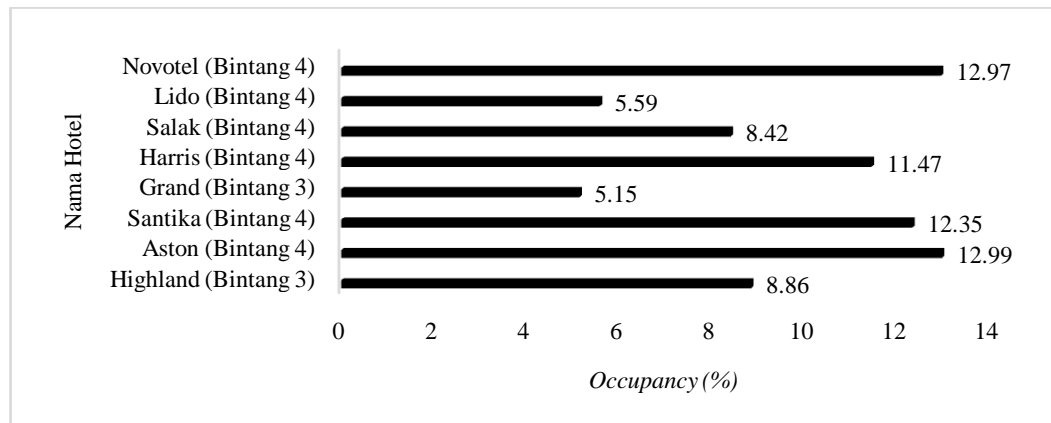 Nama Hotel
Novotel (Bintang 4)
12.97
Lido (Bintang 4)
5.59
Salak (Bintang 4)
8.42
Harris (Bintang 4)
11.47
Grand (Bintang 3)
5.15
Santika (Bintang 4)
12.35
Aston (Bintang 4)
12.99
Highland (Bintang 3)
8.86
0 2 4 6 8 10 12 14
Occupancy (%)